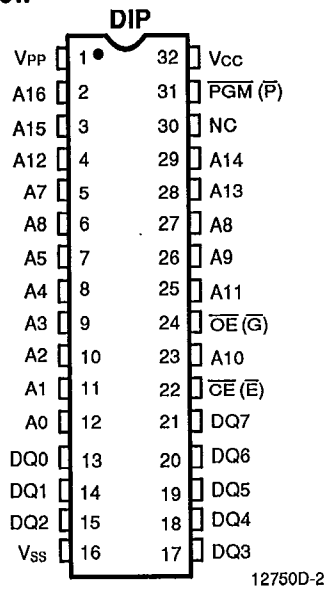 DIP
VPP 1 32 VCC
A16 2 31 PGM (P)
A15 3 30 NC
A12 4 29 A14
A7 5 28 A13
A8 6 27 A8
A5 7 26 A9
A4 8 25 A11
A3 9 24 OE (G)
A2 10 23 A10
A1 11 22 CE (E)
A0 12 21 DQ7
DQ0 13 20 DQ6
DQ1 14 19 DQ5
DQ2 15 18 DQ4
VSS 16 17 DQ3
12750D-2